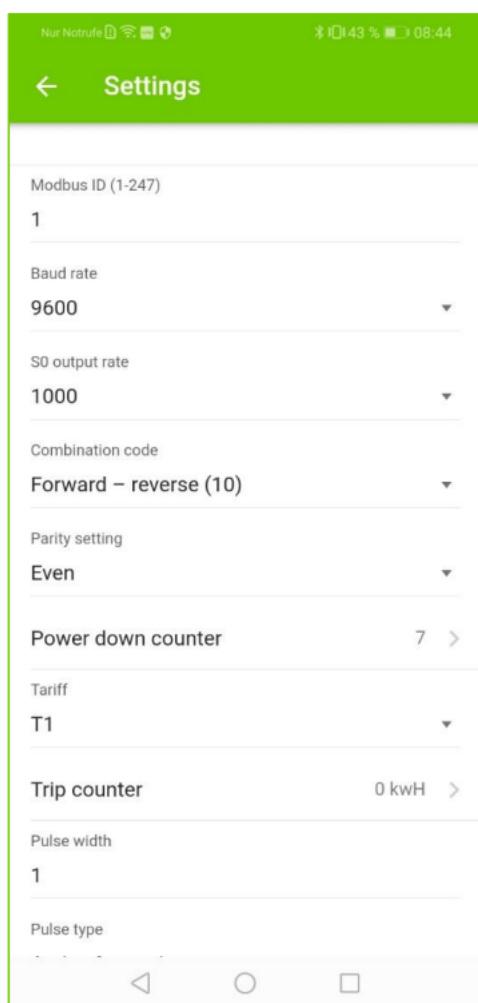 Nur Notrufe 43 % 08:44
Settings
Modbus ID (1-247)
1
Baud rate
9600
S0 output rate
1000
Combination code
Forward – reverse (10)
Parity setting
Even
Power down counter 7
Tariff
T1
Trip counter 0 kwH
Pulse width
1
Pulse type